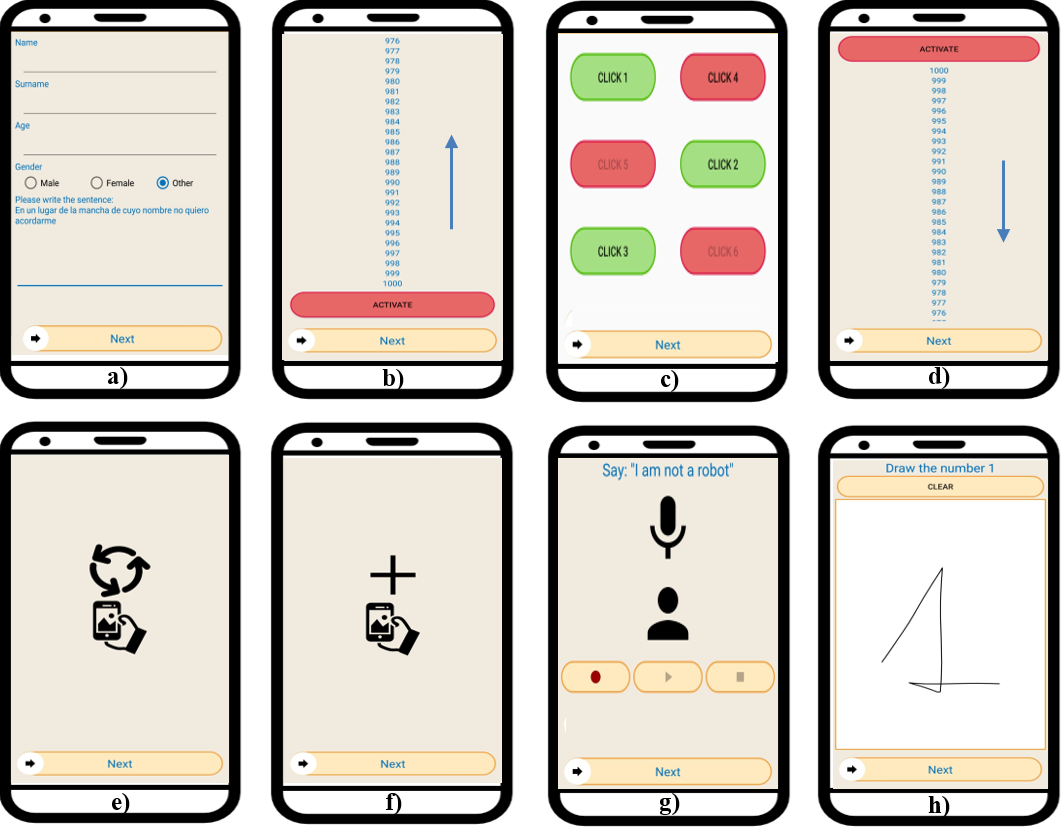 Name
Surname
Age
Gender
Male Female Other
Please write the sentence:
En un lugar de la mancha de cuyo nombre no quiero
acordarme
Next
a)
976
977
978
979
980
981
982
983
984
985
986
987
988
989
990
991
992
993
994
995
996
997
998
999
1000
ACTIVATE
Next
b)
CLICK 1 CLICK 4
CLICK 5 CLICK 2
CLICK 3 CLICK 6
Next
c)
ACTIVATE
1000
999
998
997
996
995
994
993
992
991
990
989
988
987
986
985
984
983
982
981
980
979
978
977
976
Next
d)
Next
e)
Next
f)
Say: "I am not a robot"
Next
g)
Draw the number 1
CLEAR
1
Next
h)